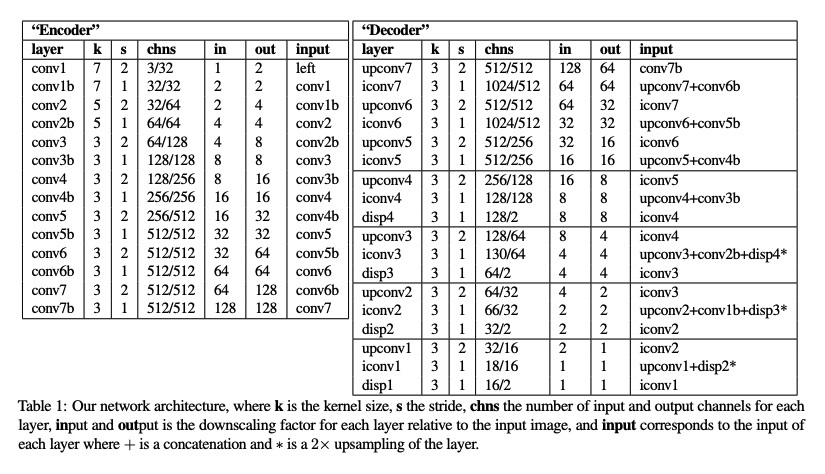 "Encoder"
layer k s chns in out input
conv1 7 2 3/32 1 2 left
conv1b 7 1 32/32 2 2 conv1
conv2 5 2 32/64 2 4 conv1b
conv2b 5 1 64/64 4 4 conv2
conv3 3 2 64/128 4 8 conv2b
conv3b 3 1 128/128 8 8 conv3
conv4 3 2 128/256 8 16 conv3b
conv4b 3 1 256/256 16 16 conv4
conv5 3 2 256/512 16 32 conv4b
conv5b 3 1 512/512 32 32 conv5
conv6 3 2 512/512 32 64 conv5b
conv6b 3 1 512/512 64 64 conv6
conv7 3 2 512/512 64 128 conv6b
conv7b 3 1 512/512 128 128 conv7
"Decoder"
layer k s chns in out input
upconv7 3 2 512/512 128 64 conv7b
iconv7 3 1 1024/512 64 64 upconv7+conv6b
upconv6 3 2 512/512 64 32 iconv7
iconv6 3 1 1024/512 32 32 upconv6+conv5b
upconv5 3 2 512/256 32 16 iconv6
iconv5 3 1 512/256 16 16 upconv5+conv4b
upconv4 3 2 256/128 16 8 iconv5
iconv4 3 1 128/128 8 8 upconv4+conv3b
disp4 3 1 128/2 8 8 iconv4
upconv3 3 2 128/64 8 4 iconv4
iconv3 3 1 130/64 4 4 upconv3+conv2b+disp4*
disp3 3 1 64/2 4 4 iconv3
upconv2 3 2 64/32 4 2 iconv3
iconv2 3 1 66/32 2 2 upconv2+conv1b+disp3*
disp2 3 1 32/2 2 2 iconv2
upconv1 3 2 32/16 2 1 iconv2
iconv1 3 1 18/16 1 1 upconv1+disp2*
disp1 3 1 16/2 1 1 iconv1
Table 1: Our network architecture, where k is the kernel size, s the stride, chns the number of input and output channels for each
layer, input and output is the downscaling factor for each layer relative to the input image, and input corresponds to the input of
each layer where + is a concatenation and * is a 2× upsampling of the layer.